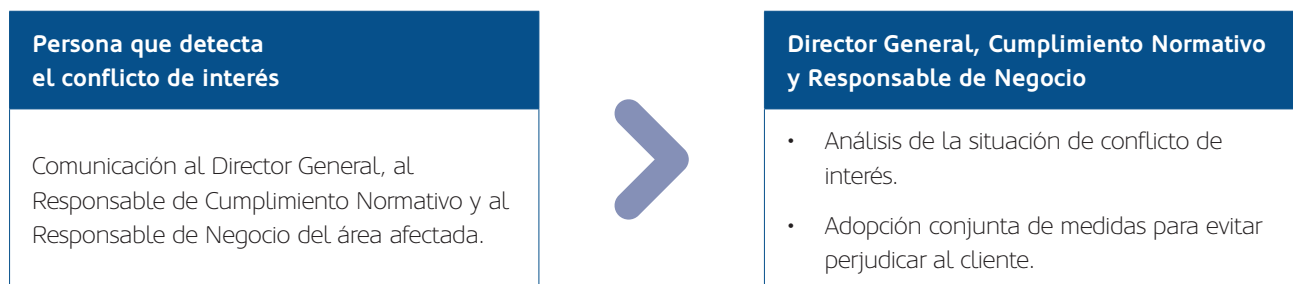 Persona que detecta
el conflicto de interés
Comunicación al Director General, al
Responsable de Cumplimiento Normativo y al
Responsable de Negocio del área afectada.
Director General, Cumplimiento Normativo
y Responsable de Negocio
• Análisis de la situación de conflicto de
interés.
• Adopción conjunta de medidas para evitar
perjudicar al cliente.